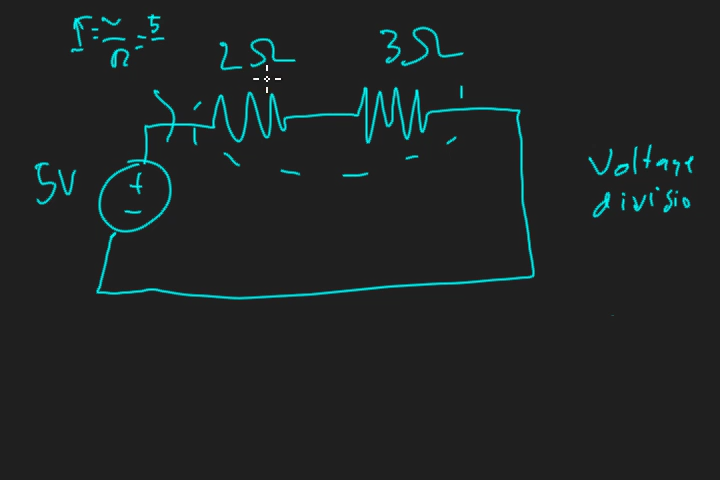 I = V/Ω = 5
2Ω
3Ω
5V
+
−
Voltage
divisio